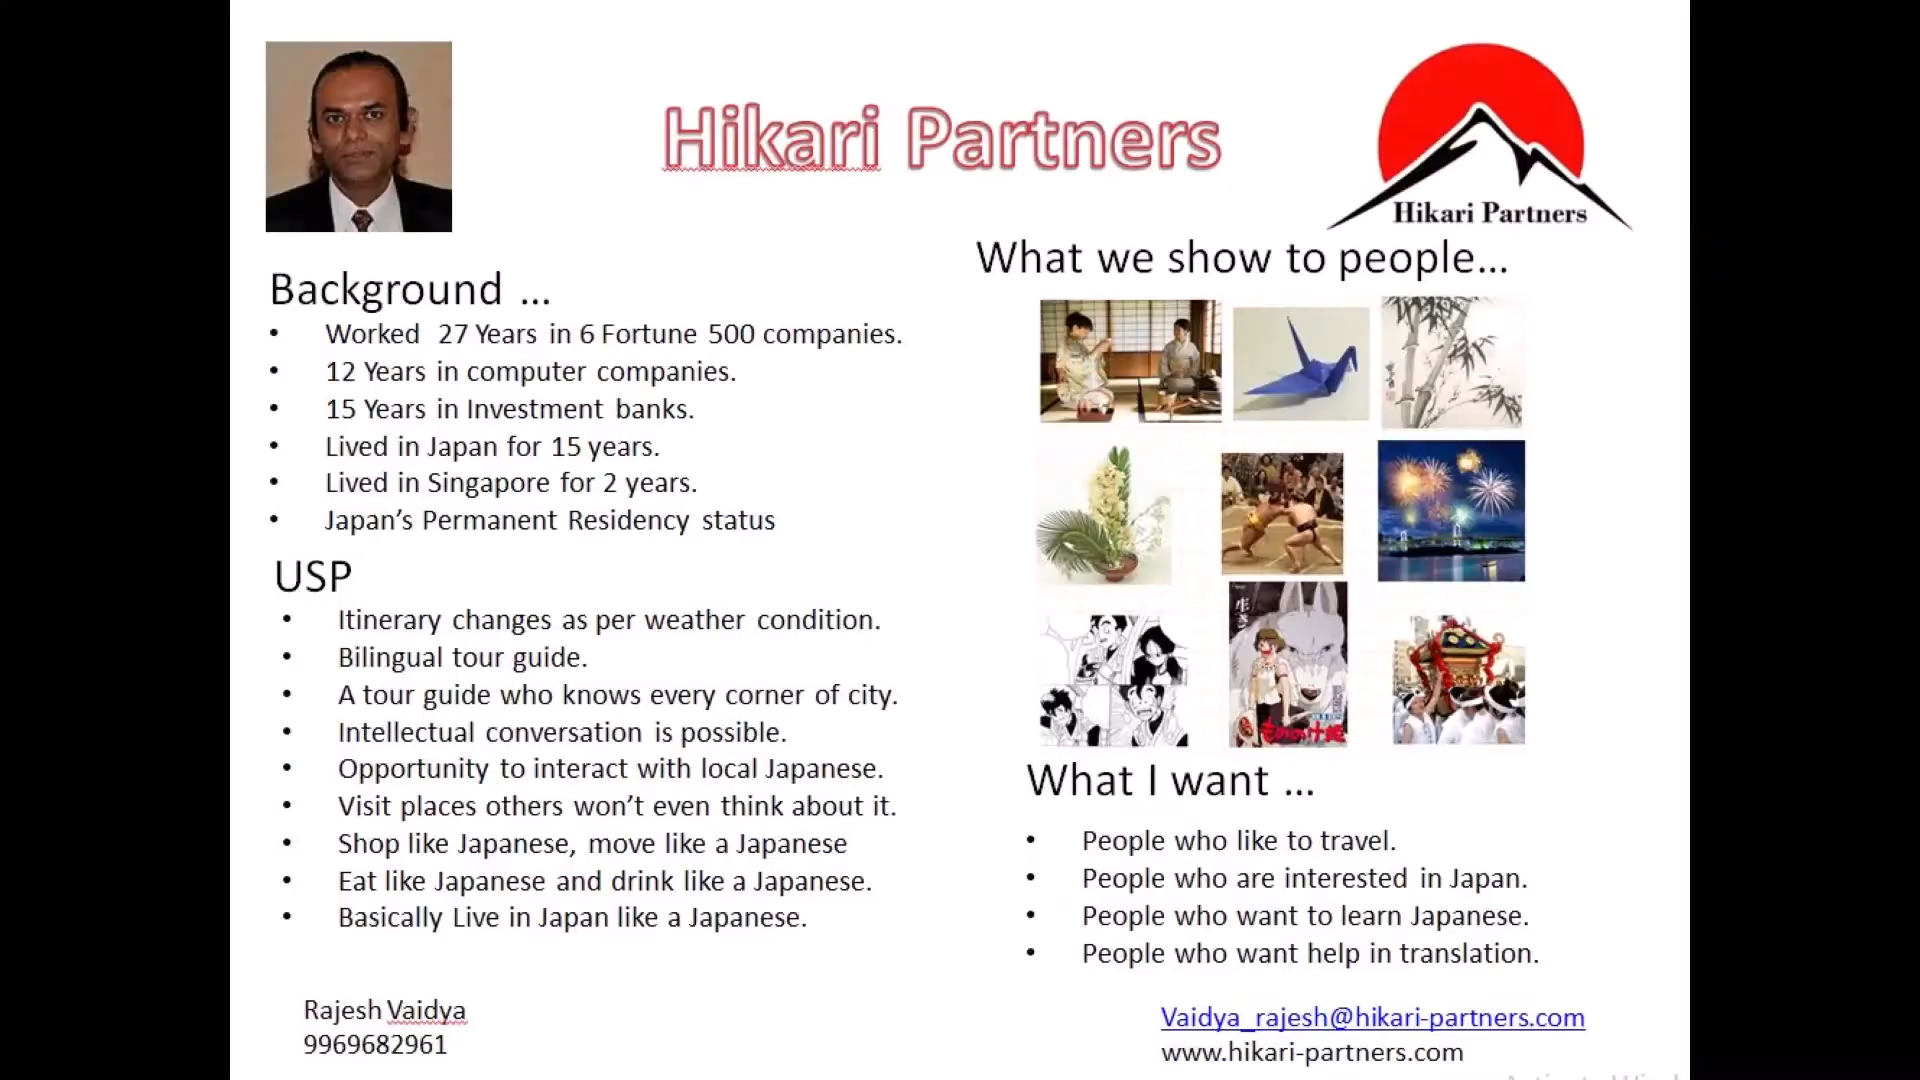 Hikari Partners
Hikari Partners
Background ...
• Worked 27 Years in 6 Fortune 500 companies.
• 12 Years in computer companies.
• 15 Years in Investment banks.
• Lived in Japan for 15 years.
• Lived in Singapore for 2 years.
• Japan’s Permanent Residency status
USP
• Itinerary changes as per weather condition.
• Bilingual tour guide.
• A tour guide who knows every corner of city.
• Intellectual conversation is possible.
• Opportunity to interact with local Japanese.
• Visit places others won’t even think about it.
• Shop like Japanese, move like a Japanese
• Eat like Japanese and drink like a Japanese.
• Basically Live in Japan like a Japanese.
Rajesh Vaidya
9969682961
What we show to people...
生き
もののけ姫
What I want ...
• People who like to travel.
• People who are interested in Japan.
• People who want to learn Japanese.
• People who want help in translation.
Vaidya_rajesh@hikari-partners.com
www.hikari-partners.com